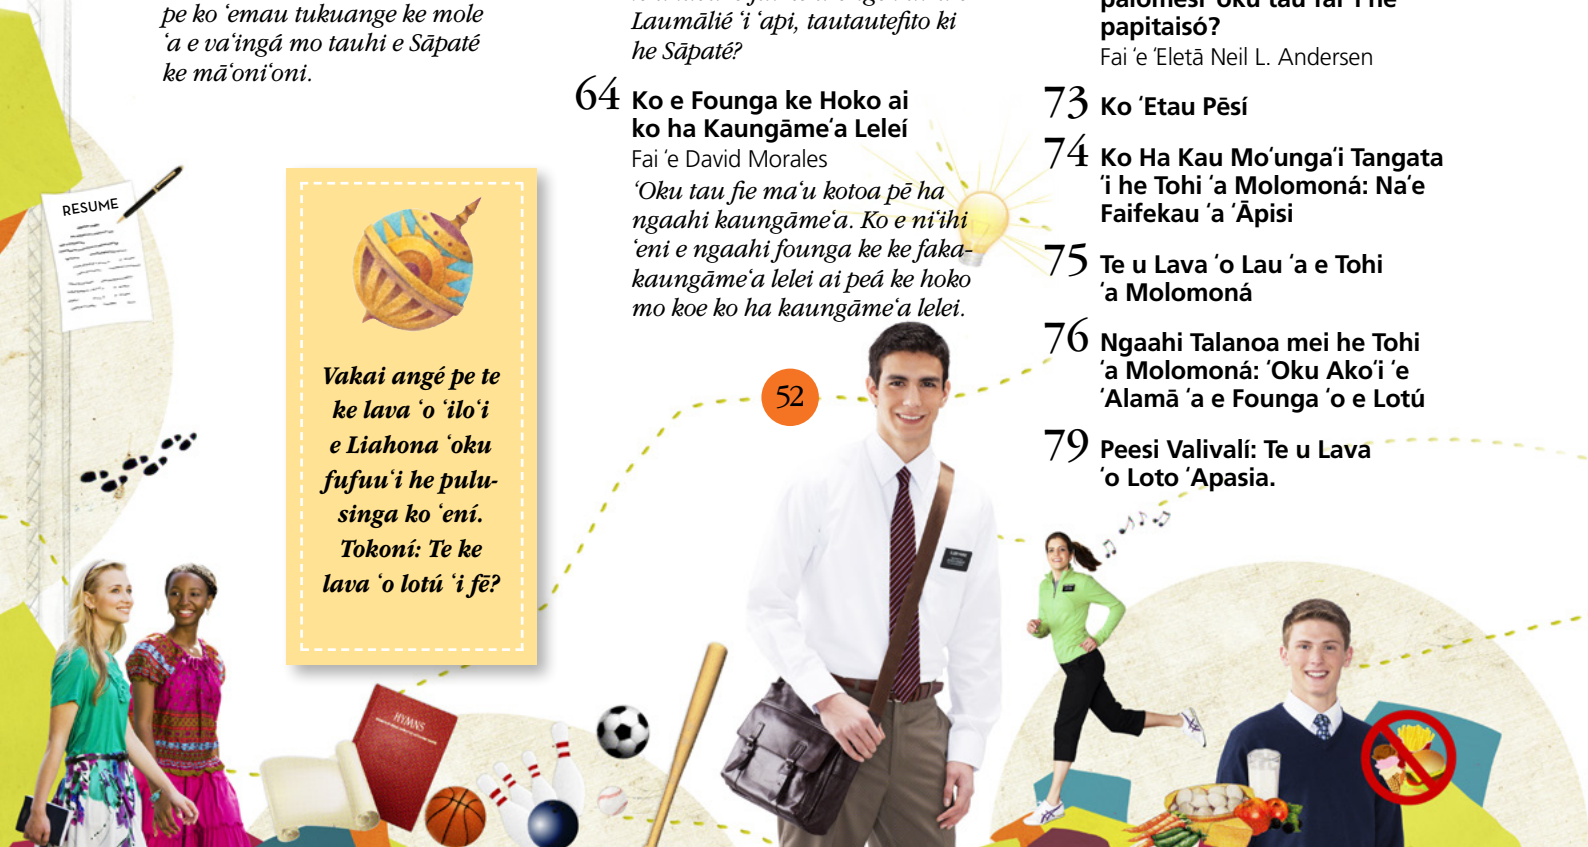 pe ko ʻemau tukuange ke mole
ʻa e vaʻingá mo tauhi e Sāpaté
ke māʻoniʻoni.
RESUME
Vakai angé pe te
ke lava ʻo ʻiloʻi
e Liahona ʻoku
fufuuʻi he pulu-
singa ko ʻení.
Tokoní: Te ke
lava ʻo lotú ʻi fē?
HYMNS
Laumālié ʻi ʻapi, tautautefito ki
he Sāpaté?
64 Ko e Founga ke Hoko ai
ko ha Kaungāmeʻa Leleí
Fai ʻe David Morales
ʻOku tau fie maʻu kotoa pē ha
ngaahi kaungāmeʻa. Ko e niʻihi
ʻeni e ngaahi founga ke ke faka-
kaungāmeʻa lelei ai peá ke hoko
mo koe ko ha kaungāmeʻa lelei.
52
papitaisó?
Fai ʻe ʻEletā Neil L. Andersen
73 Ko ʻEtau Pēsí
74 Ko Ha Kau Moʻungaʻi Tangata
ʻi he Tohi ʻa Molomoná: Naʻe
Faifekau ʻa ʻĀpisi
75 Te u Lava ʻo Lau ʻa e Tohi
ʻa Molomoná
76 Ngaahi Talanoa mei he Tohi
ʻa Molomoná: ʻOku Akoʻi ʻe
ʻAlamā ʻa e Founga ʻo e Lotú
79 Peesi Valivalí: Te u Lava
ʻo Loto ʻApasia.